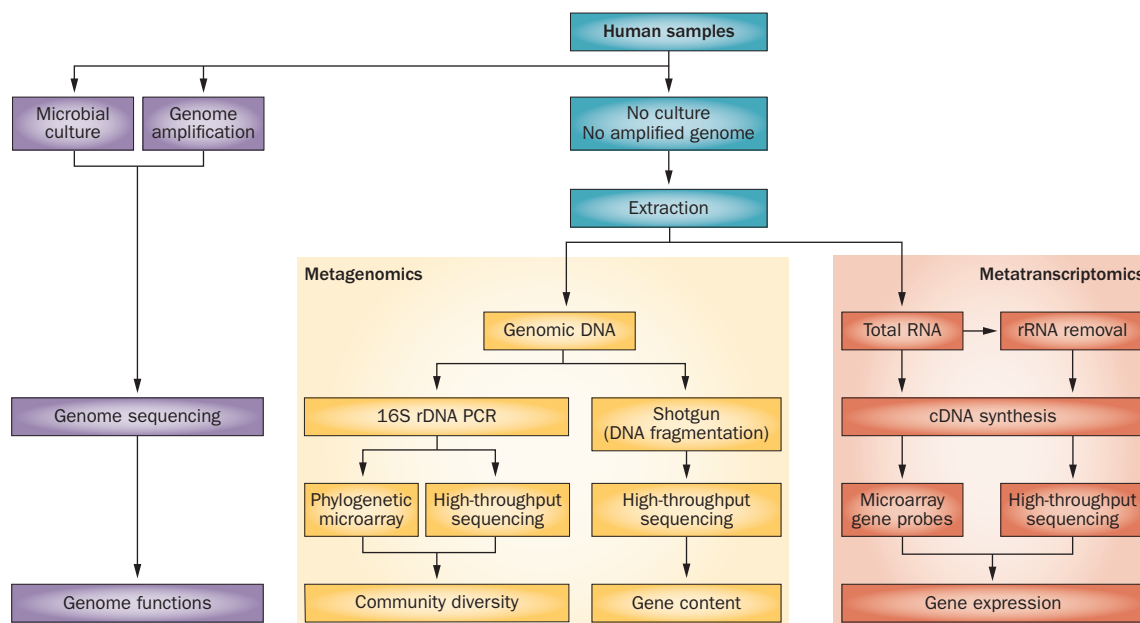 Human samples
Microbial
culture
Genome
amplification
No culture
No amplified genome
Extraction
Metagenomics
Metatranscriptomics
Genomic DNA
Total RNA
rRNA removal
Genome sequencing
16S rDNA PCR
Shotgun
(DNA fragmentation)
cDNA synthesis
Phylogenetic
microarray
High-throughput
sequencing
High-throughput
sequencing
Microarray
gene probes
High-throughput
sequencing
Genome functions
Community diversity
Gene content
Gene expression